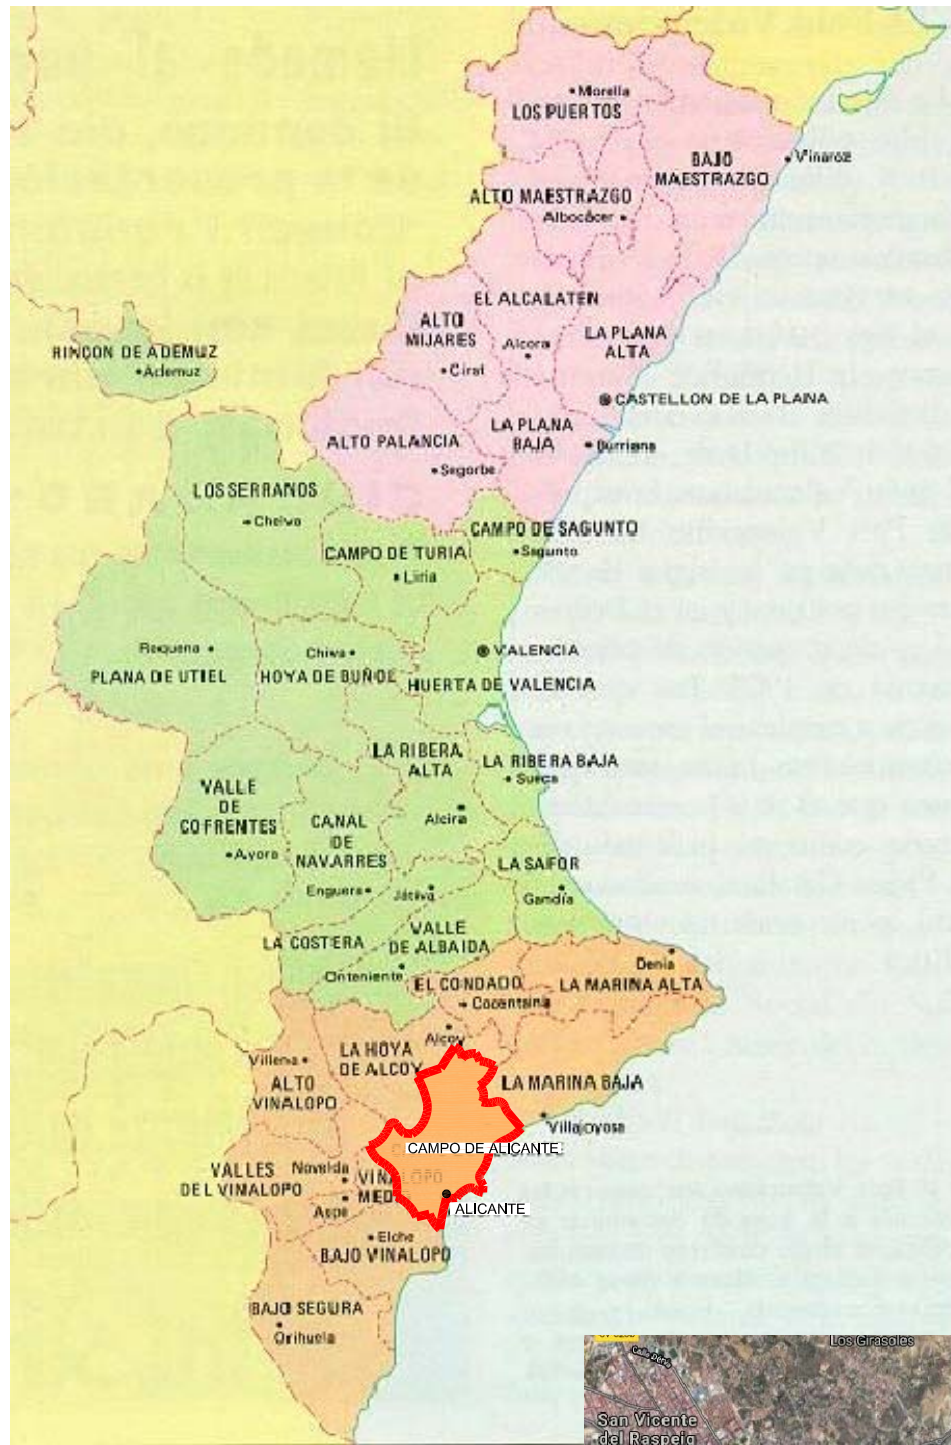 Morella
LOS PUERTOS
BAJO
MAESTRAZGO
Vinaroz
ALTO MAESTRAZGO
Albocácer
EL ALCALATEN
ALTO
MIJARES
Alcora
Cirat
LA PLANA
ALTA
RINCON DE ADEMUZ
Ademuz
CASTELLON DE LA PLANA
LA PLANA
BAJA
Burriana
ALTO PALANCIA
Segorbe
LOS SERRANOS
Chelva
CAMPO DE SAGUNTO
Sagunto
CAMPO DE TURIA
Liria
Requena
PLANA DE UTIEL
Chiva
HOYA DE BUÑOL
VALENCIA
HUERTA DE VALENCIA
LA RIBERA
ALTA
LA RIBERA BAJA
Sueca
VALLE
DE
COFRENTES
Ayora
CANAL
DE
NAVARRES
Alcira
Enguera
Játiva
LA SAFOR
Gandía
LA COSTERA
VALLE
DE ALBAIDA
Onteniente
EL CONDADO
Cocentaina
Denia
LA MARINA ALTA
Alcoy
LA HOYA
DE ALCOY
Villena
ALTO
VINALOPO
LA MARINA BAJA
Villajoyosa
CAMPO DE ALICANTE
VALLES
DEL VINALOPO
Novelda
VINALOPO
MEDIO
Aspe
ALICANTE
Elche
BAJO VINALOPO
BAJO SEGURA
Orihuela
Los Girasoles
Calle Dénia
San Vicente
del Raspeig